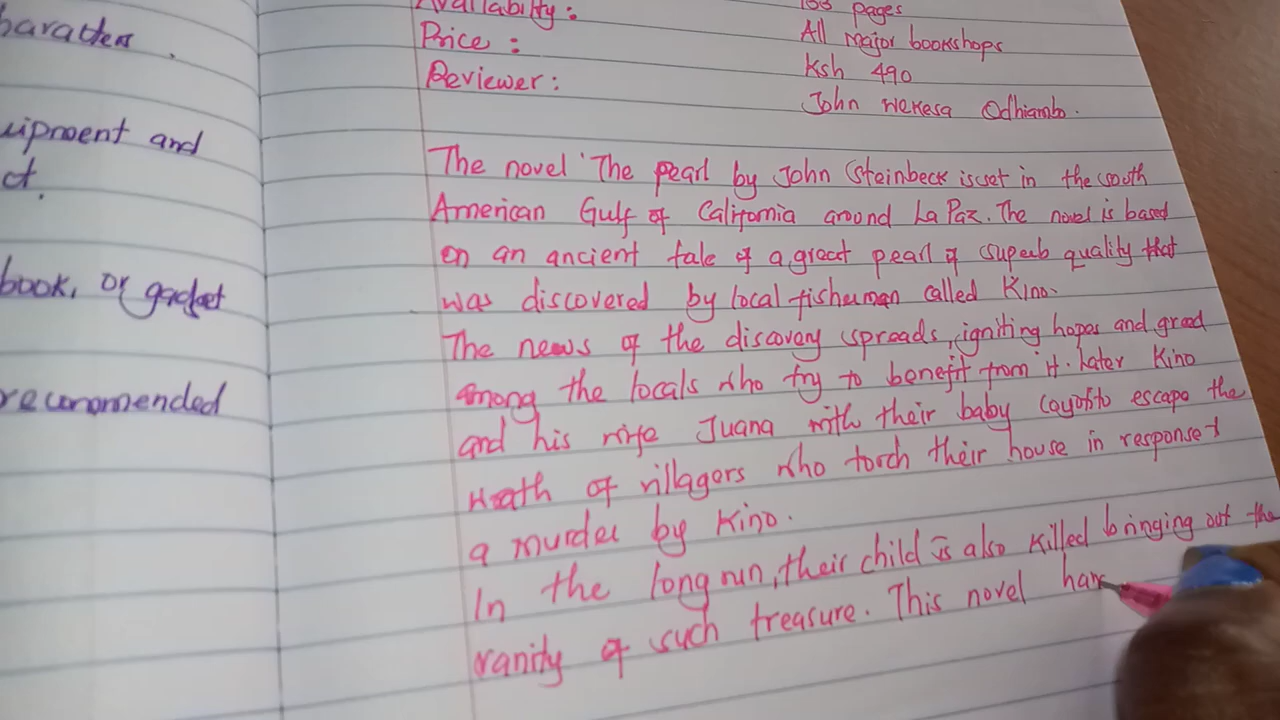 haracters.
uipment and
ct.
book, or gadget
recommended
Availability:
Price :
Reviewer:
pages
All major bookshops
Ksh 490
John Wekesa Odhiambo.
The novel 'The pearl by John Steinbeck is set in the south
American Gulf of California around La Paz. The novel is based
on an ancient tale of a great pearl of superb quality that
was discovered by local fisherman called Kino.
The news of the discovery spreads, igniting hopes and greed
among the locals who try to benefit from it. Later Kino
and his wife Juana with their baby coyotito escape the
wrath of villagers who torch their house in response t
a murder by Kino.
In the long run, their child is also killed bringing out the
vanity of such treasure. This novel